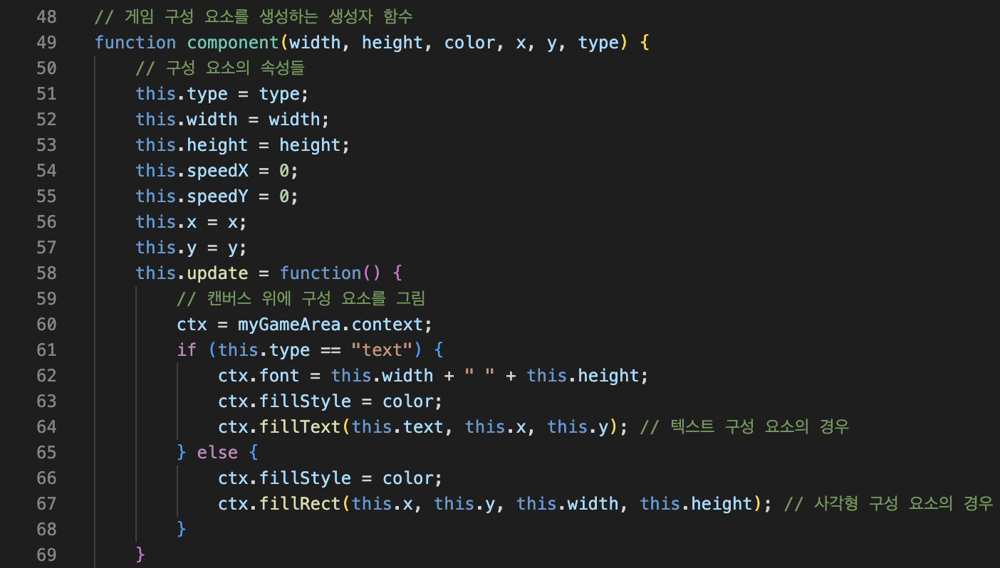 48 // 게임 구성 요소를 생성하는 생성자 함수
49 function component(width, height, color, x, y, type) {
50 // 구성 요소의 속성들
51 this.type = type;
52 this.width = width;
53 this.height = height;
54 this.speedX = 0;
55 this.speedY = 0;
56 this.x = x;
57 this.y = y;
58 this.update = function() {
59 // 캔버스 위에 구성 요소를 그림
60 ctx = myGameArea.context;
61 if (this.type == "text") {
62 ctx.font = this.width + " " + this.height;
63 ctx.fillStyle = color;
64 ctx.fillText(this.text, this.x, this.y); // 텍스트 구성 요소의 경우
65 } else {
66 ctx.fillStyle = color;
67 ctx.fillRect(this.x, this.y, this.width, this.height); // 사각형 구성 요소의 경우
68 }
69 }